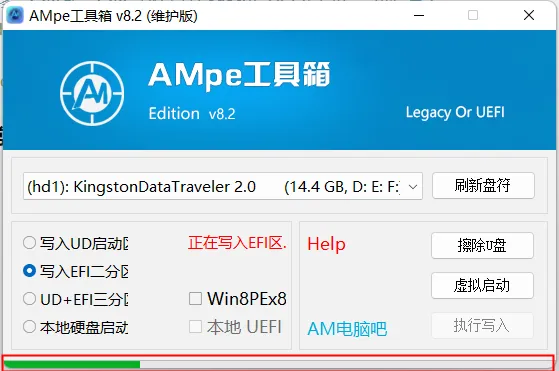 AMpe工具箱 v8.2 (维护版)
AM
AMpe工具箱
Edition v8.2
Legacy Or UEFI
(hd1): KingstonDataTraveler 2.0 (14.4 GB, D: E: F:)
刷新盘符
写入UD启动区
正在写入EFI区.
Help
擦除U盘
写入EFI二分区
虚拟启动
UD+EFI三分区
Win8PEx8
本地硬盘启动
本地 UEFI
AM电脑吧
执行写入